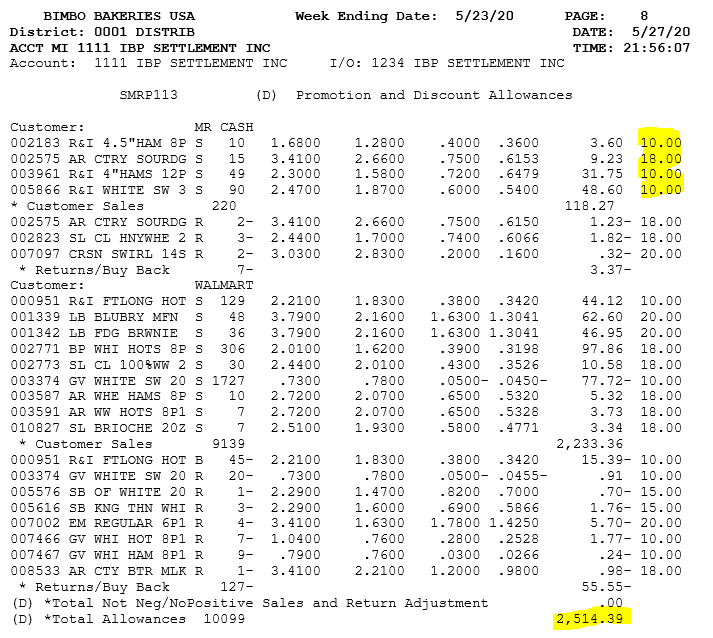 BIMBO BAKERIES USA Week Ending Date: 5/23/20 PAGE: 8
District: 0001 DISTRIB DATE: 5/27/20
ACCT MI 1111 IBP SETTLEMENT INC TIME: 21:56:07
Account: 1111 IBP SETTLEMENT INC I/O: 1234 IBP SETTLEMENT INC
SMRP113 (D) Promotion and Discount Allowances
Customer: MR CASH
002183 R&I 4.5"HAM 8P S 10 1.6800 1.2800 .4000 .3600 3.60 10.00
002575 AR CTRY SOURDG S 15 3.4100 2.6600 .7500 .6153 9.23 18.00
003961 R&I 4"HAMS 12P S 49 2.3000 1.5800 .7200 .6479 31.75 10.00
005866 R&I WHITE SW 3 S 90 2.4700 1.8700 .6000 .5400 48.60 10.00
* Customer Sales 220 118.27
002575 AR CTRY SOURDG R 2- 3.4100 2.6600 .7500 .6150 1.23- 18.00
002823 SL CL HNYWHE 2 R 3- 2.4400 1.7000 .7400 .6066 1.82- 18.00
007097 CRSN SWIRL 14S R 2- 3.0300 2.8300 .2000 .1600 .32- 20.00
* Returns/Buy Back 7- 3.37-
Customer: WALMART
000951 R&I FTLONG HOT S 129 2.2100 1.8300 .3800 .3420 44.12 10.00
001339 LB BLUBRY MFN S 48 3.7900 2.1600 1.6300 1.3041 62.60 20.00
001342 LB FDG BRWNIE S 36 3.7900 2.1600 1.6300 1.3041 46.95 20.00
002771 BP WHI HOTS 8P S 306 2.0100 1.6200 .3900 .3198 97.86 18.00
002773 SL CL 100%WW 2 S 30 2.4400 2.0100 .4300 .3526 10.58 18.00
003374 GV WHITE SW 20 S 1727 .7300 .7800 .0500- .0450- 77.72- 10.00
003587 AR WHE HAMS 8P S 10 2.7200 2.0700 .6500 .5320 5.32 18.00
003591 AR WW HOTS 8P1 S 7 2.7200 2.0700 .6500 .5328 3.73 18.00
010827 SL BRIOCHE 20Z S 7 2.5100 1.9300 .5800 .4771 3.34 18.00
* Customer Sales 9139 2,233.36
000951 R&I FTLONG HOT B 45- 2.2100 1.8300 .3800 .3420 15.39- 10.00
003374 GV WHITE SW 20 R 20- .7300 .7800 .0500- .0455- .91 10.00
005576 SB OF WHITE 20 R 1- 2.2900 1.4700 .8200 .7000 .70- 15.00
005616 SB KNG THN WHI R 3- 2.2900 1.6000 .6900 .5866 1.76- 15.00
007002 EM REGULAR 6P1 R 4- 3.4100 1.6300 1.7800 1.4250 5.70- 20.00
007466 GV WHI HOT 8P1 R 7- 1.0400 .7600 .2800 .2528 1.77- 10.00
007467 GV WHI HAM 8P1 R 9- .7900 .7600 .0300 .0266 .24- 10.00
008533 AR CTY BTR MLK R 1- 3.4100 2.2100 1.2000 .9800 .98- 18.00
* Returns/Buy Back 127- 55.55-
(D) *Total Not Neg/NoPositive Sales and Return Adjustment .00
(D) *Total Allowances 10099 2,514.39